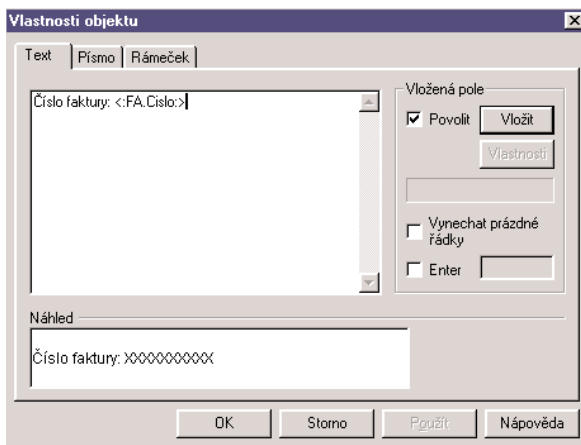 Vlastnosti objektu
Text Písmo Rámeček
Číslo faktury: <:FA.Cislo:>
Vložená pole
Povolit Vložit
Vlastnosti
Vynechat prázdné
řádky
Enter
Náhled
Číslo faktury: XXXXXXXXXX
OK Storno Použít Nápověda